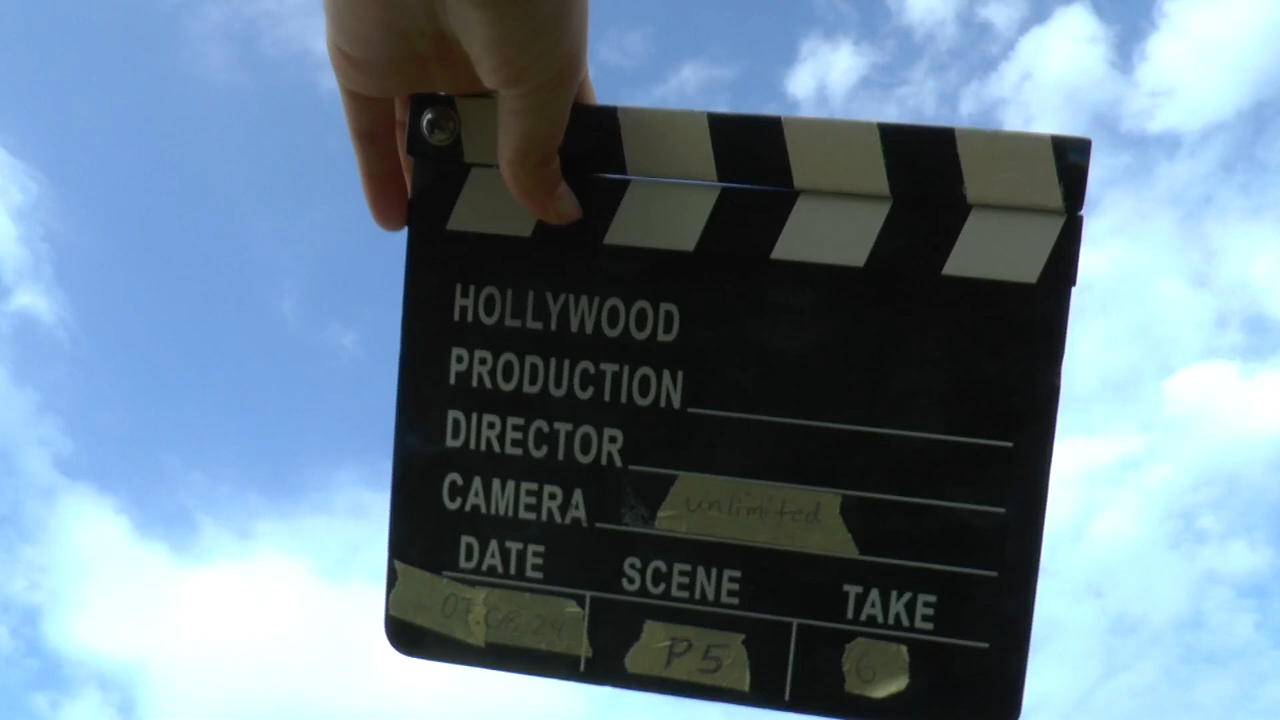 HOLLYWOOD
PRODUCTION
DIRECTOR
CAMERA unlimited
DATE SCENE TAKE
07.08.24 P5 6